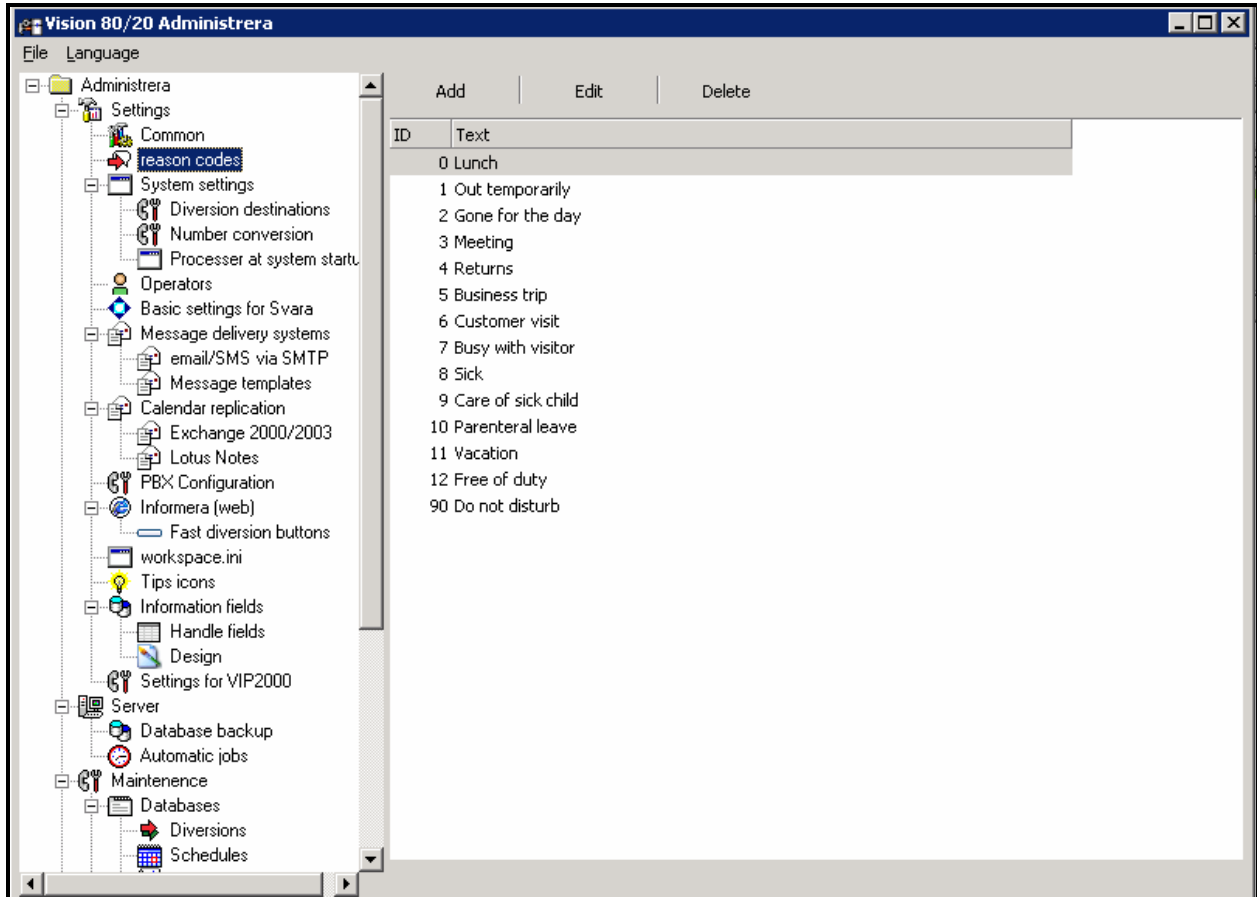 Vision 80/20 Administrera
File Language
Administrera
Settings
Common
reason codes
System settings
Diversion destinations
Number conversion
Processer at system startu
Operators
Basic settings for Svara
Message delivery systems
email/SMS via SMTP
Message templates
Calendar replication
Exchange 2000/2003
Lotus Notes
PBX Configuration
Informera (web)
Fast diversion buttons
workspace.ini
Tips icons
Information fields
Handle fields
Design
Settings for VIP2000
Server
Database backup
Automatic jobs
Maintenence
Databases
Diversions
Schedules
Add Edit Delete
ID Text
0 Lunch
1 Out temporarily
2 Gone for the day
3 Meeting
4 Returns
5 Business trip
6 Customer visit
7 Busy with visitor
8 Sick
9 Care of sick child
10 Parenteral leave
11 Vacation
12 Free of duty
90 Do not disturb